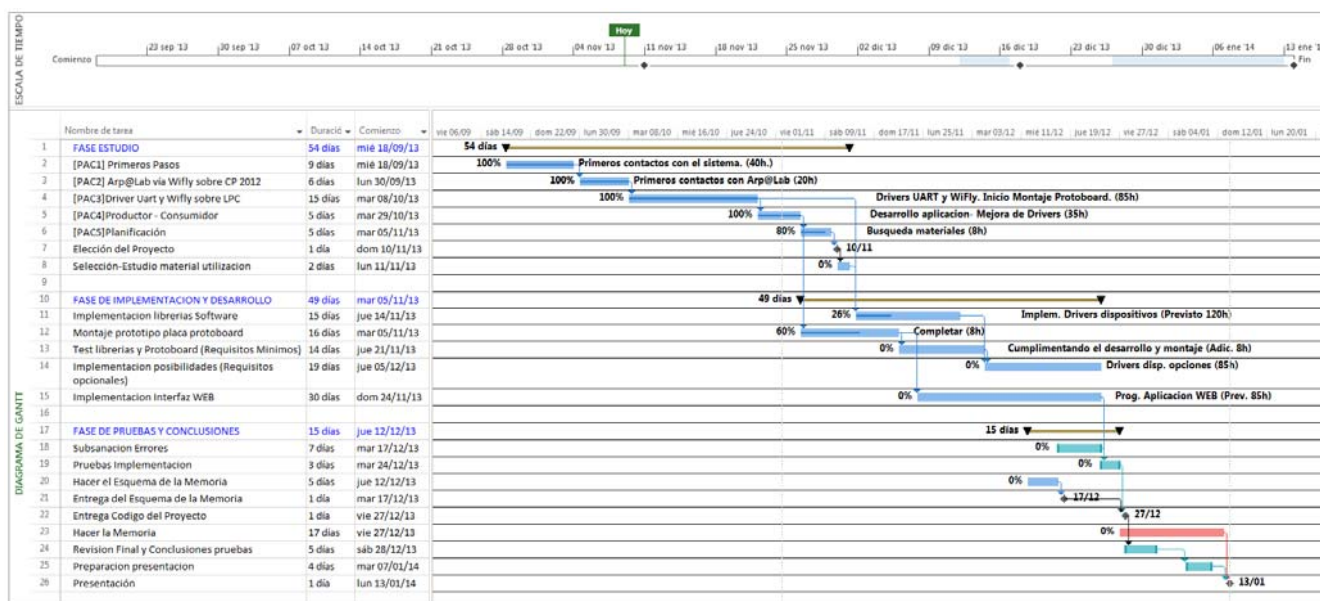 Hoy
ESCALA DE TIEMPO
23 sep '13 30 sep '13 07 oct '13 14 oct '13 21 oct '13 28 oct '13 04 nov '13 11 nov '13 18 nov '13 25 nov '13 02 dic '13 09 dic '13 16 dic '13 23 dic '13 30 dic '13 06 ene '14 13 ene '1
Comienzo Fin
DIAGRAMA DE GANTT
Nombre de tarea Duració Comienzo vie 06/09 sáb 14/09 dom 22/09 lun 30/09 mar 08/10 mié 16/10 jue 24/10 vie 01/11 sáb 09/11 dom 17/11 lun 25/11 mar 03/12 mié 11/12 jue 19/12 vie 27/12 sáb 04/01 dom 12/01 lun 20/01
1 FASE ESTUDIO 54 días mié 18/09/13 54 días
2 [PAC1] Primeros Pasos 9 días mié 18/09/13 100% Primeros contactos con el sistema. (40h.)
3 [PAC2] Arp@Lab via Wifly sobre CP 2012 6 días lun 30/09/13 100% Primeros contactos con Arp@Lab (20h)
4 [PAC3]Driver Uart y Wifly sobre LPC 15 días mar 08/10/13 100% Drivers UART y WiFly. Inicio Montaje Protoboard. (85h)
5 [PAC4]Productor - Consumidor 5 días mar 29/10/13 100% Desarrollo aplicacion- Mejora de Drivers (35h)
6 [PAC5]Planificación 5 días mar 05/11/13 80% Busqueda materiales (8h)
7 Elección del Proyecto 1 día dom 10/11/13 10/11
8 Selección-Estudio material utilizacion 2 días lun 11/11/13 0%
9
10 FASE DE IMPLEMENTACION Y DESARROLLO 49 días mar 05/11/13 49 días
11 Implementacion librerias Software 15 días jue 14/11/13 26% Implem. Drivers dispositivos (Previsto 120h)
12 Montaje prototipo placa protoboard 16 días mar 05/11/13 60% Completar (8h)
13 Test librerias y Protoboard (Requisitos Minimos) 14 días jue 21/11/13 0% Cumplimentando el desarrollo y montaje (Adic. 8h)
14 Implementacion posibilidades (Requisitos 19 días jue 05/12/13 0% Drivers disp. opciones (85h)
opcionales)
15 Implementacion Interfaz WEB 30 días dom 24/11/13 0% Prog. Aplicacion WEB (Prev. 85h)
16
17 FASE DE PRUEBAS Y CONCLUSIONES 15 días jue 12/12/13 15 días
18 Subsanacion Errores 7 días mar 17/12/13 0%
19 Pruebas Implementacion 3 días mar 24/12/13 0%
20 Hacer el Esquema de la Memoria 5 días jue 12/12/13 0%
21 Entrega del Esquema de la Memoria 1 día mar 17/12/13 17/12
22 Entrega Codigo del Proyecto 1 día vie 27/12/13 27/12
23 Hacer la Memoria 17 días vie 27/12/13 0%
24 Revision Final y Conclusiones pruebas 5 días sáb 28/12/13
25 Preparacion presentacion 4 días mar 07/01/14
26 Presentación 1 día lun 13/01/14 13/01